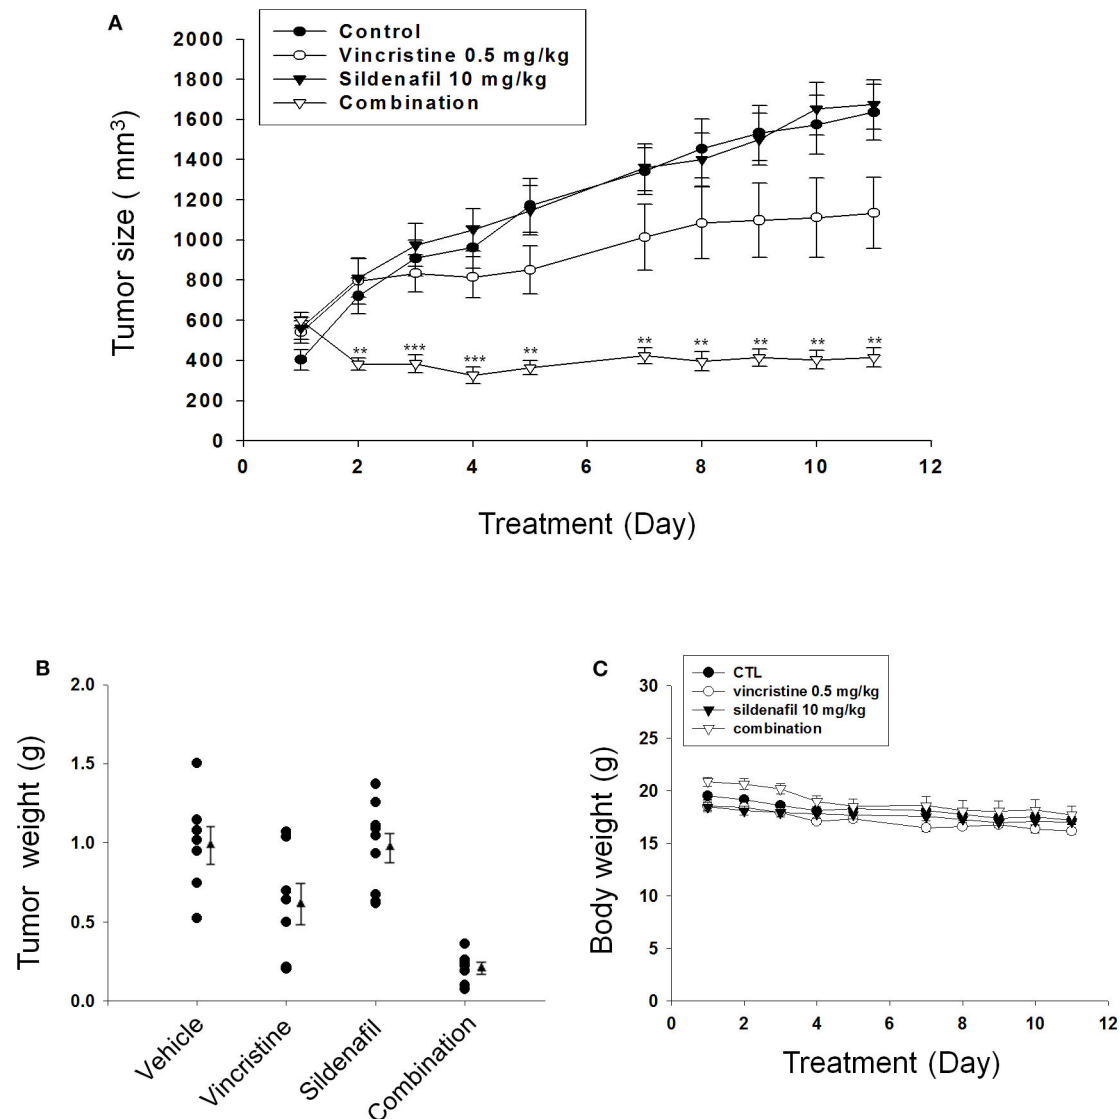 A
Control
Vincristine 0.5 mg/kg
Sildenafil 10 mg/kg
Combination
2000
1800
1600
1400
1200
1000
800
600
400
200
0
Tumor size ( mm³)
** *** *** ** ** ** ** ** **
0 2 4 6 8 10 12
Treatment (Day)
B
2.0
1.5
1.0
0.5
0.0
Tumor weight (g)
Vehicle
Vincristine
Sildenafil
Combination
C
CTL
vincristine 0.5 mg/kg
sildenafil 10 mg/kg
combination
30
25
20
15
10
5
0
Body weight (g)
0 2 4 6 8 10 12
Treatment (Day)